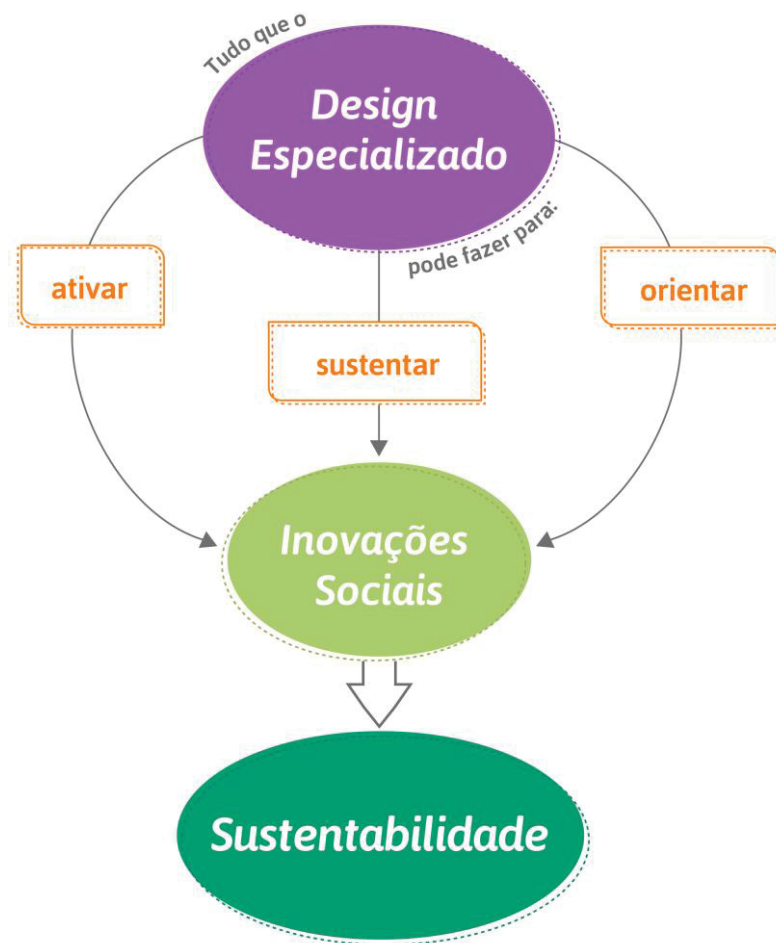 Tudo que o
Design
Especializado
pode fazer para:
ativar
sustentar
orientar
Inovações
Sociais
Sustentabilidade